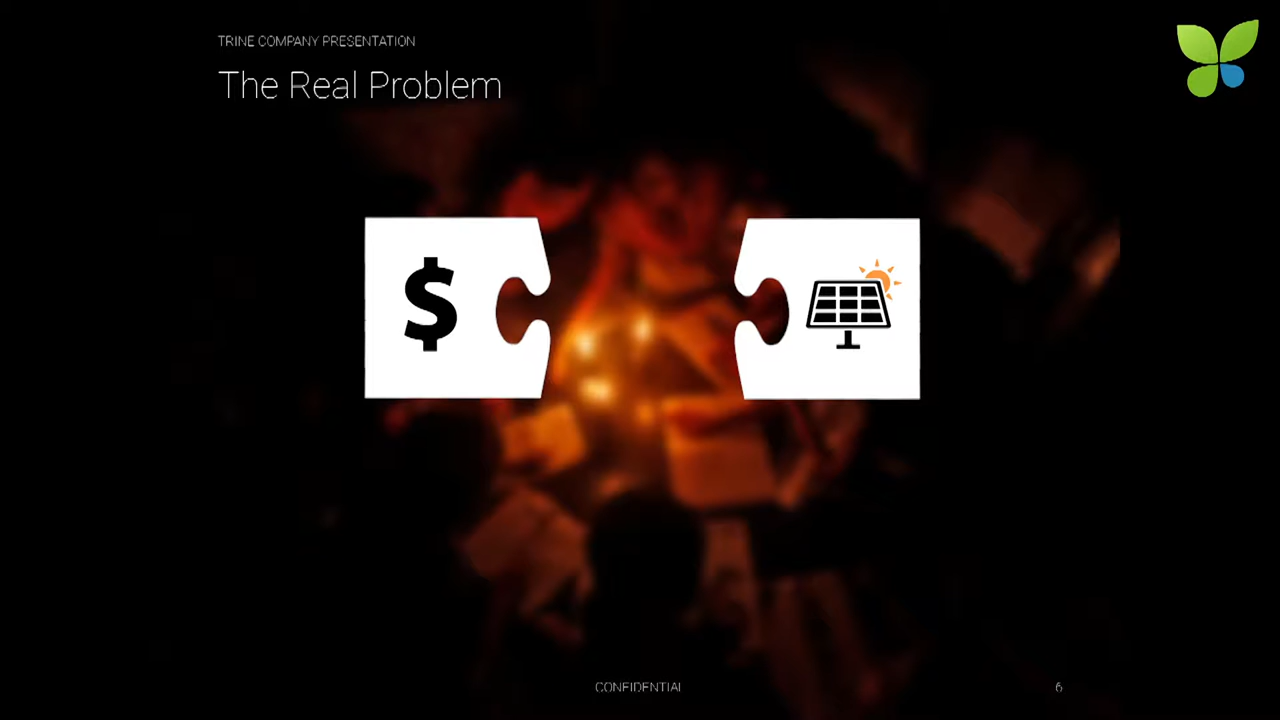 TRINE COMPANY PRESENTATION
The Real Problem
$
CONFIDENTIAL
6